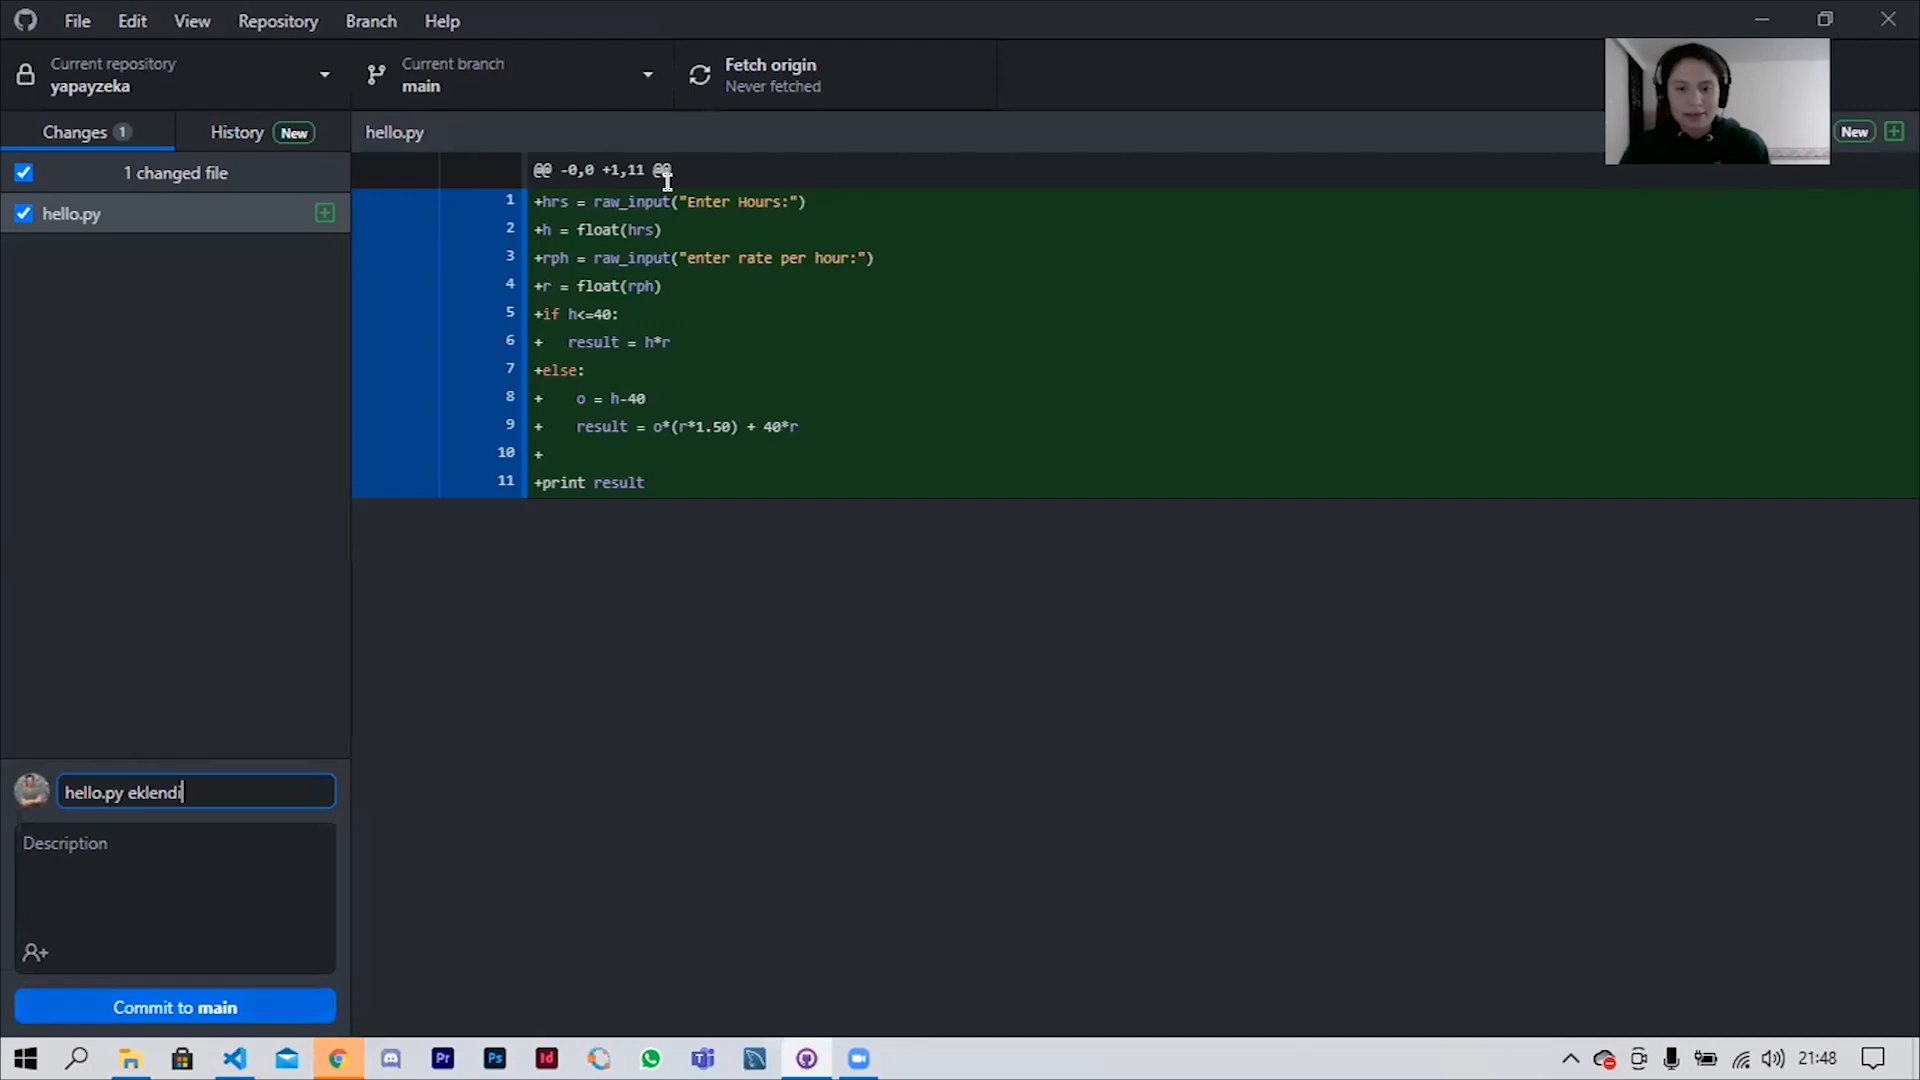 File Edit View Repository Branch Help
Current repository
yapayzeka
Current branch
main
Fetch origin
Never fetched
Changes 1
History New
hello.py
New
1 changed file
hello.py
@@ -0,0 +1,11 @@
1 +hrs = raw_input("Enter Hours:")
2 +h = float(hrs)
3 +rph = raw_input("enter rate per hour:")
4 +r = float(rph)
5 +if h<=40:
6 +   result = h*r
7 +else:
8 +    o = h-40
9 +    result = o*(r*1.50) + 40*r
10 +
11 +print result
hello.py eklendi
Description
Commit to main
Pr Ps Id
21:48